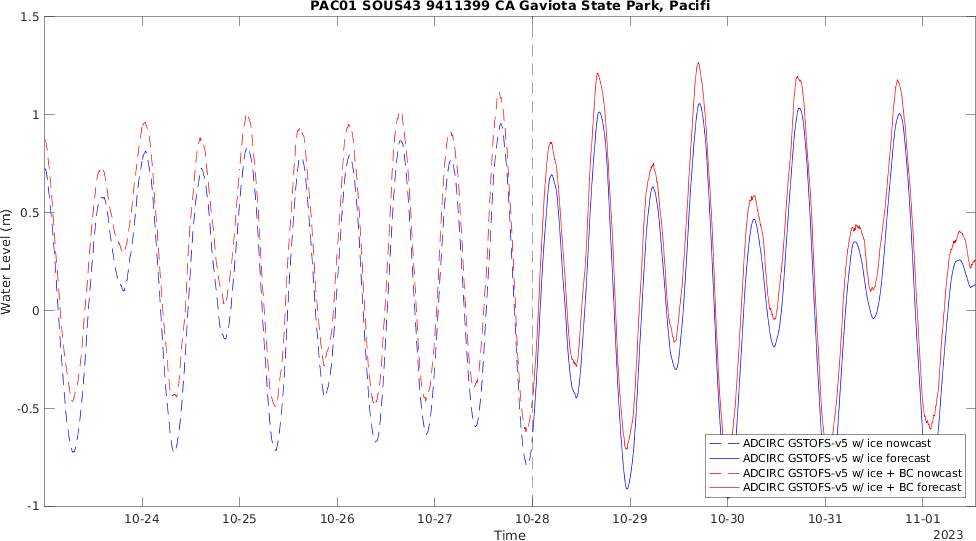 PAC01 SOUS43 9411399 CA Gaviota State Park, Pacifi
1.5
1
0.5
0
-0.5
-1
Water Level (m)
10-24 10-25 10-26 10-27 10-28 10-29 10-30 10-31 11-01
Time
2023
ADCIRC GSTOFS-v5 w/ ice nowcast
ADCIRC GSTOFS-v5 w/ ice forecast
ADCIRC GSTOFS-v5 w/ ice + BC nowcast
ADCIRC GSTOFS-v5 w/ ice + BC forecast